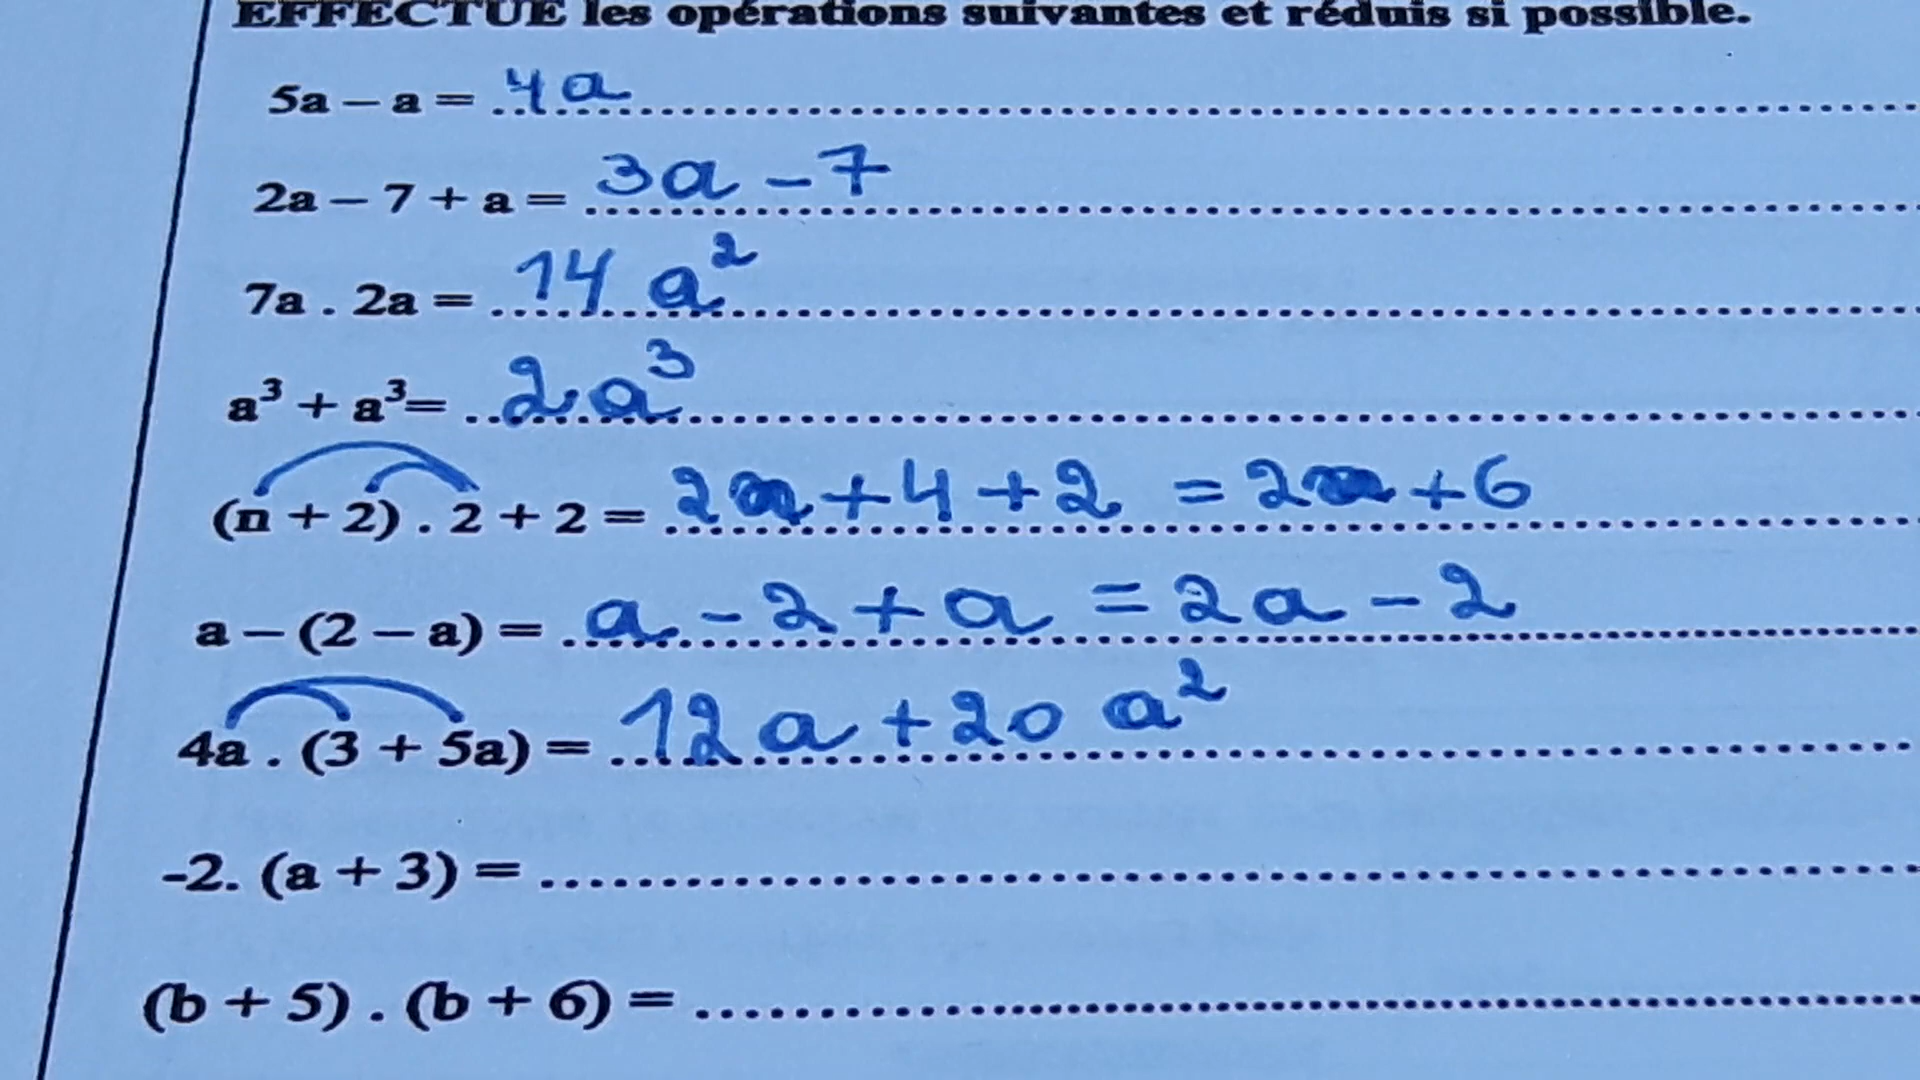 EFFECTUE les opérations suivantes et réduis si possible.
5a – a = 4a
2a – 7 + a = 3a - 7
7a . 2a = 14 a²
a³ + a³= 2a³
(n + 2) . 2 + 2 = 2n + 4 + 2 = 2n + 6
a – (2 – a) = a - 2 + a = 2a - 2
4a . (3 + 5a) = 12a + 20 a²
-2. (a + 3) =
(b + 5) . (b + 6) =